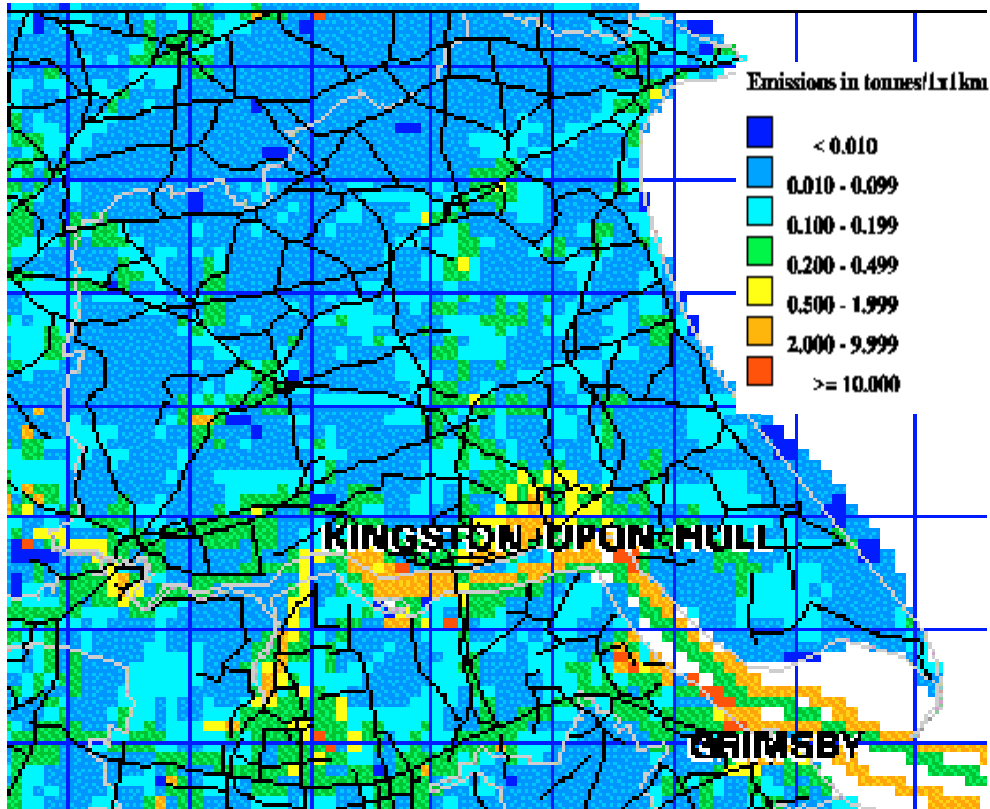 Emissions in tonnes/1x1km
< 0.010
0.010 - 0.099
0.100 - 0.199
0.200 - 0.499
0.500 - 1.999
2.000 - 9.999
>= 10.000
KINGSTON-UPON-HULL
GRIMSBY